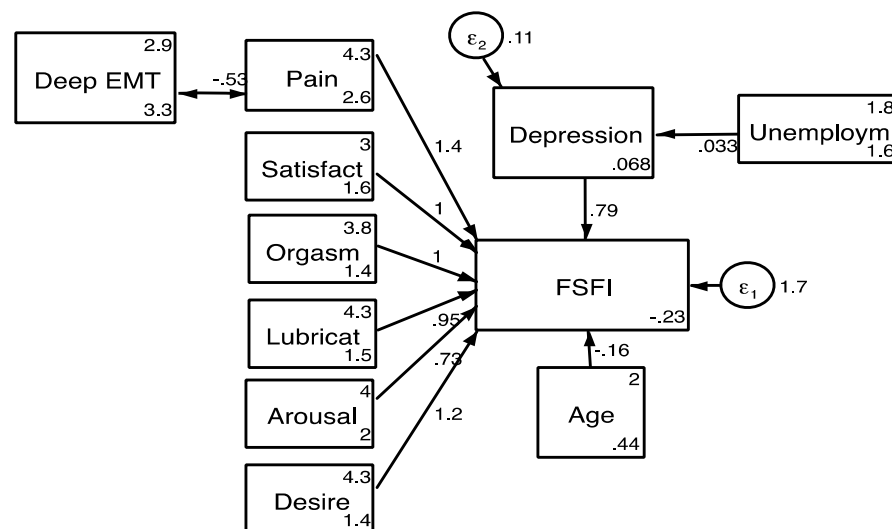 2.9
Deep EMT
3.3
-.53
4.3
Pain
2.6
1.4
3
Satisfact
1.6
1
3.8
Orgasm
1.4
1
4.3
Lubricat
1.5
.95
4
Arousal
2
.73
4.3
Desire
1.4
1.2
ε2
.11
Depression
.068
.033
1.8
Unemploym
1.6
.79
FSFI
-.23
ε1
1.7
-.16
2
Age
.44